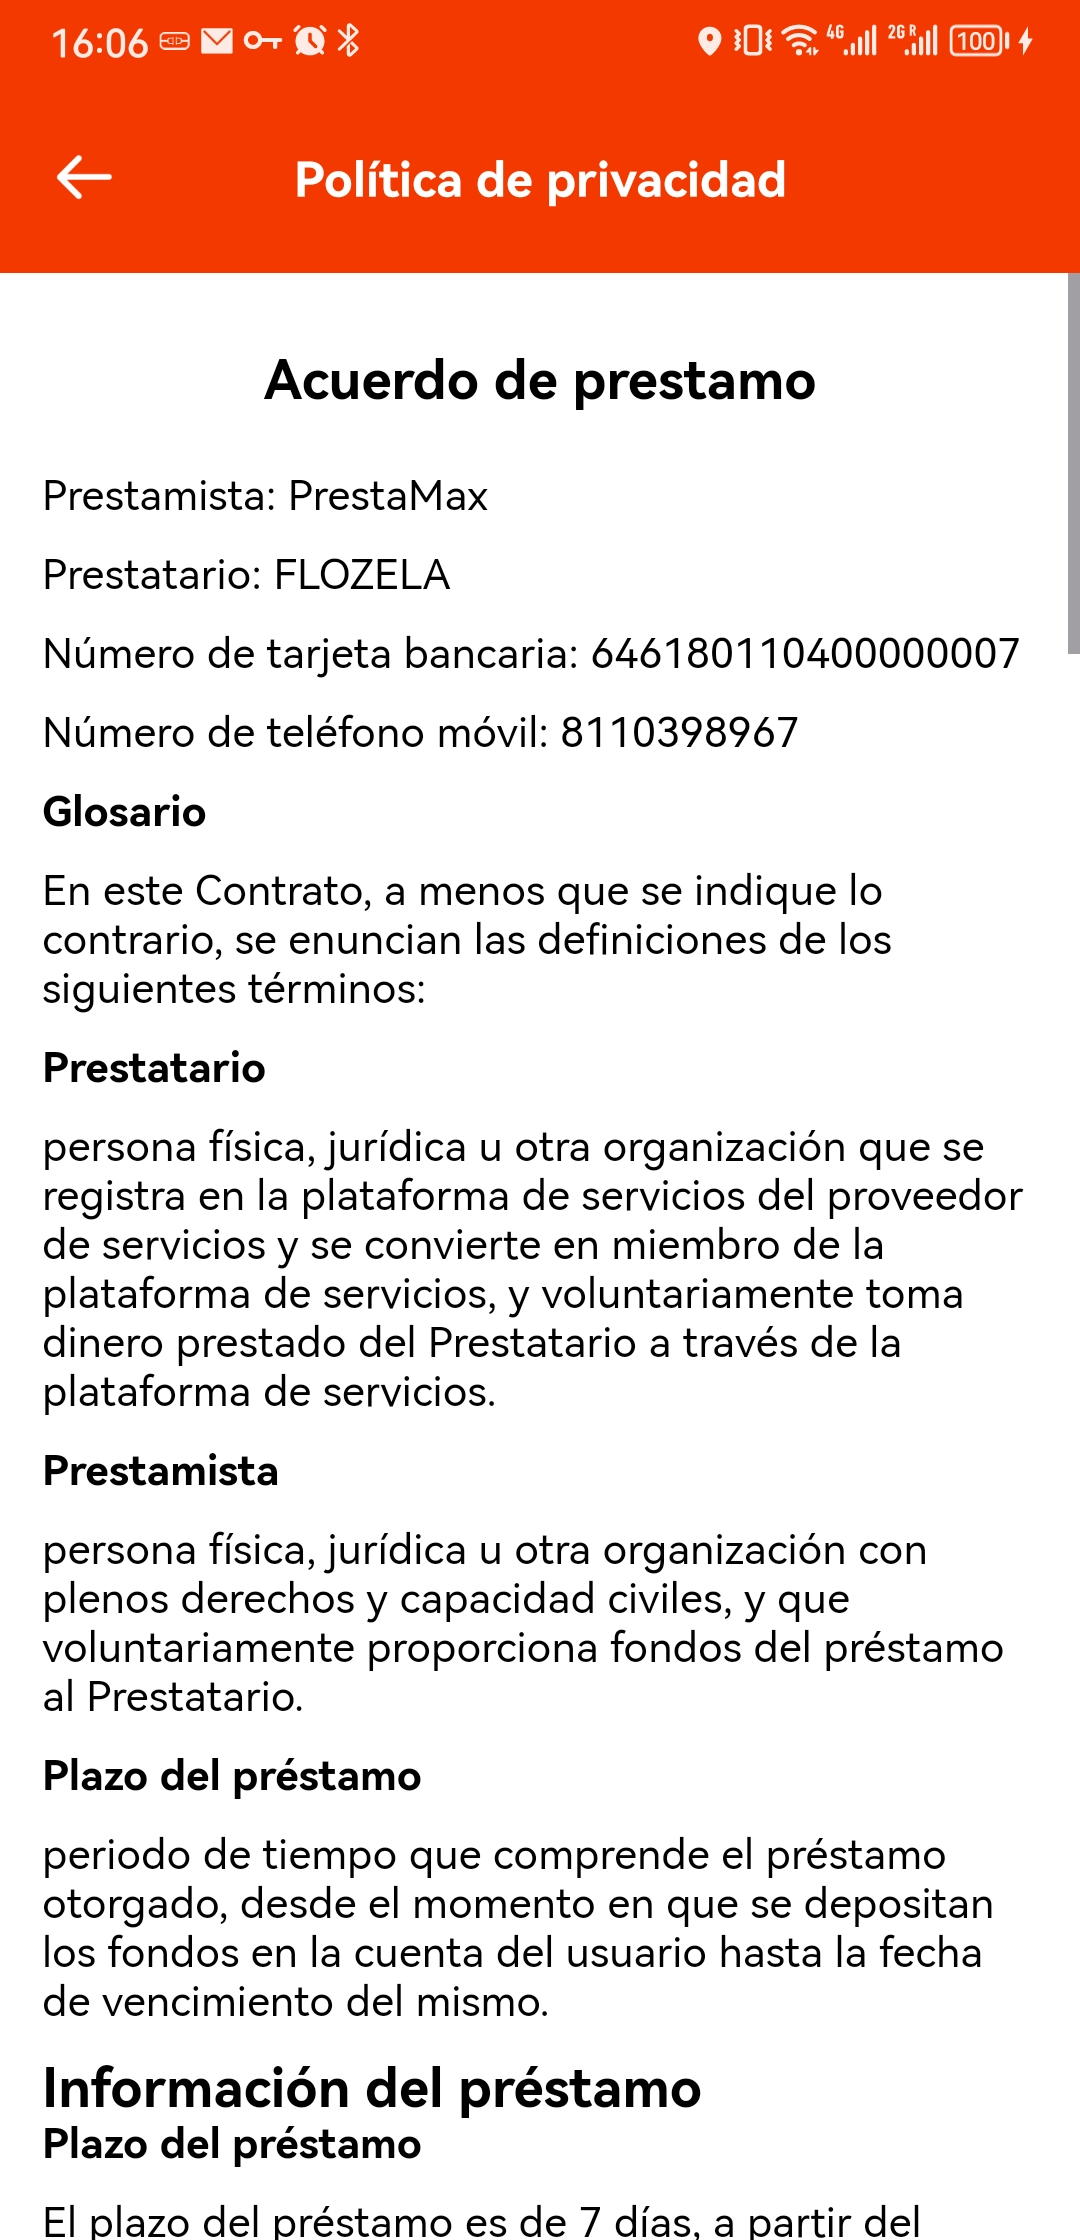 16:06
4G
2G R
100
Política de privacidad
Acuerdo de prestamo
Prestamista: PrestaMax
Prestatario: FLOZELA
Número de tarjeta bancaria: 646180110400000007
Número de teléfono móvil: 8110398967
Glosario
En este Contrato, a menos que se indique lo
contrario, se enuncian las definiciones de los
siguientes términos:
Prestatario
persona física, jurídica u otra organización que se
registra en la plataforma de servicios del proveedor
de servicios y se convierte en miembro de la
plataforma de servicios, y voluntariamente toma
dinero prestado del Prestatario a través de la
plataforma de servicios.
Prestamista
persona física, jurídica u otra organización con
plenos derechos y capacidad civiles, y que
voluntariamente proporciona fondos del préstamo
al Prestatario.
Plazo del préstamo
periodo de tiempo que comprende el préstamo
otorgado, desde el momento en que se depositan
los fondos en la cuenta del usuario hasta la fecha
de vencimiento del mismo.
Información del préstamo
Plazo del préstamo
El plazo del préstamo es de 7 días, a partir del